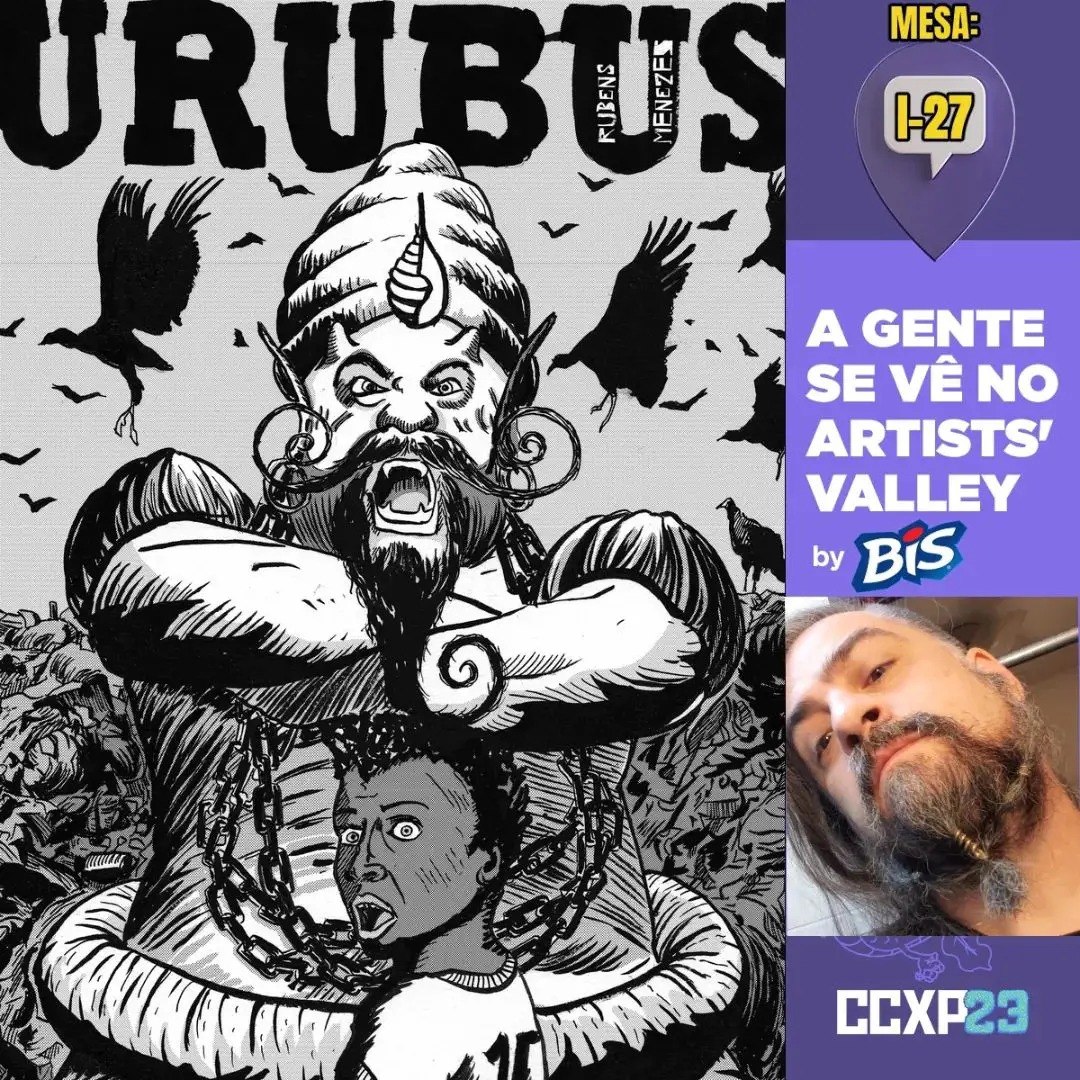 URUBUS
RUBENS
MENEZES
MESA:
I-27
A GENTE
SE VÊ NO
ARTISTS'
VALLEY
by BiS
CCXP23